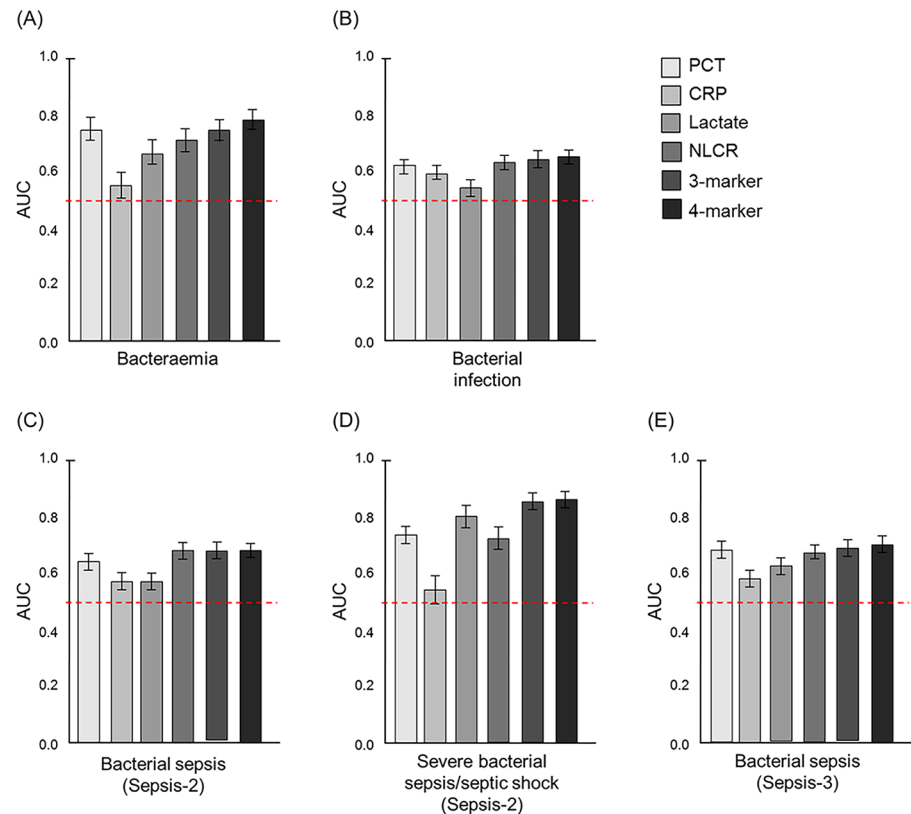 (A)
1.0
0.8
0.6
0.4
0.2
0.0
AUC
Bacteraemia
(B)
1.0
0.8
0.6
0.4
0.2
0.0
AUC
Bacterial
infection
PCT
CRP
Lactate
NLCR
3-marker
4-marker
(C)
1.0
0.8
0.6
0.4
0.2
0.0
AUC
Bacterial sepsis
(Sepsis-2)
(D)
1.0
0.8
0.6
0.4
0.2
0.0
AUC
Severe bacterial
sepsis/septic shock
(Sepsis-2)
(E)
1.0
0.8
0.6
0.4
0.2
0.0
AUC
Bacterial sepsis
(Sepsis-3)